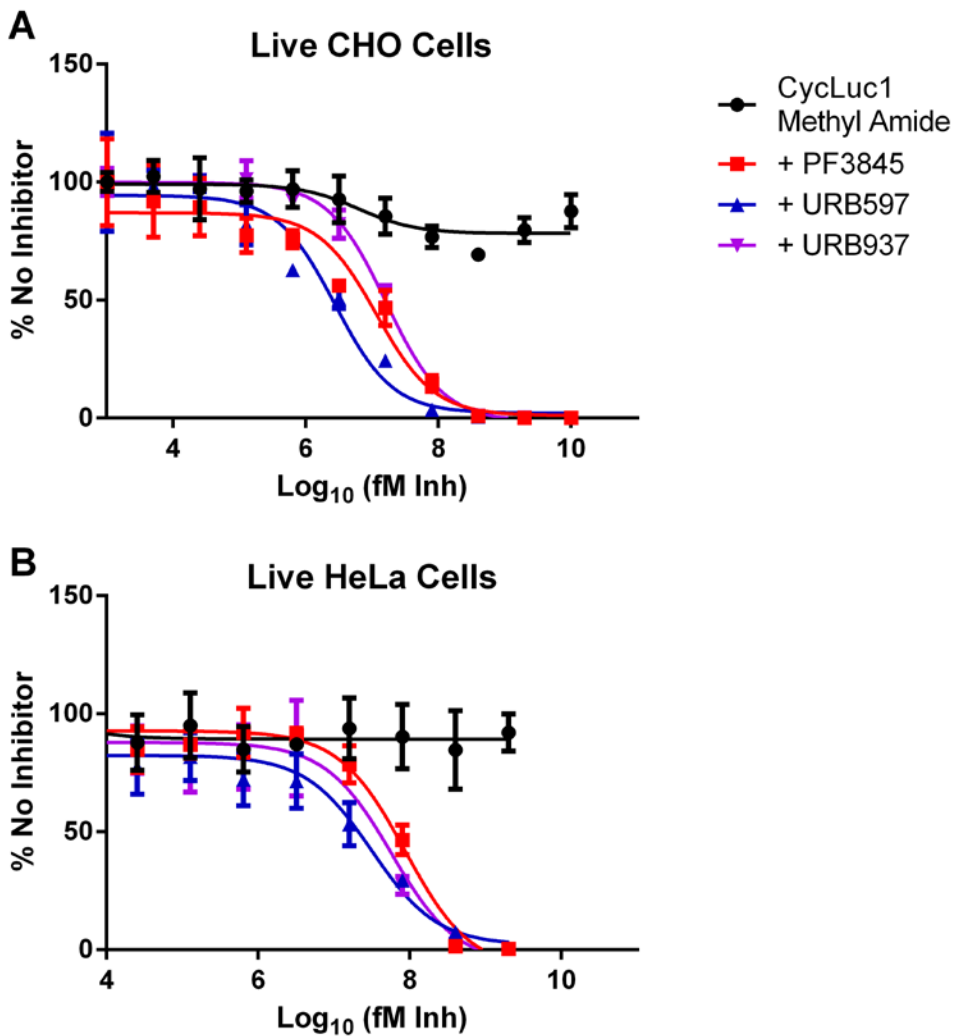 A
Live CHO Cells
150
100
50
0
% No Inhibitor
4 6 8 10
Log₁₀ (fM Inh)
CycLuc1
Methyl Amide
+ PF3845
+ URB597
+ URB937
B
Live HeLa Cells
150
100
50
0
% No Inhibitor
4 6 8 10
Log₁₀ (fM Inh)